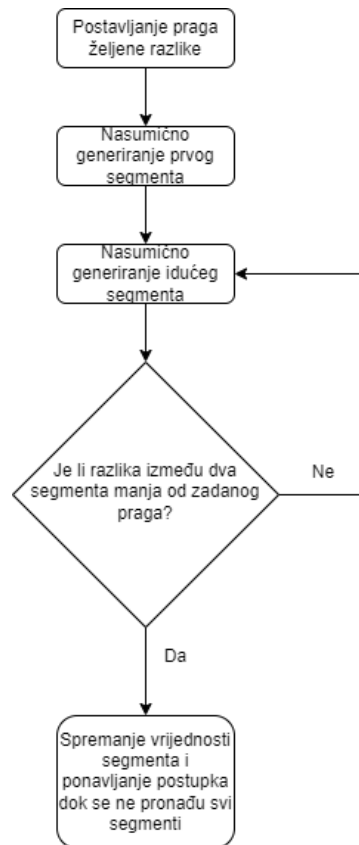 Postavljanje praga
željene razlike
Nasumično
generiranje prvog
segmenta
Nasumično
generiranje idućeg
segmenta
Je li razlika između dva
segmenta manja od zadanog
praga?
Ne
Da
Spremanje vrijednosti
segmenta i
ponavljanje postupka
dok se ne pronađu svi
segmenti